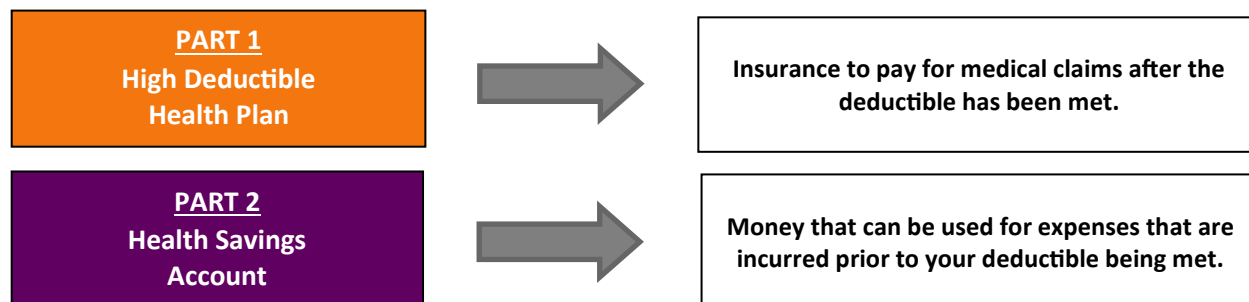 PART 1
High Deductible
Health Plan
Insurance to pay for medical claims after the
deductible has been met.
PART 2
Health Savings
Account
Money that can be used for expenses that are
incurred prior to your deductible being met.